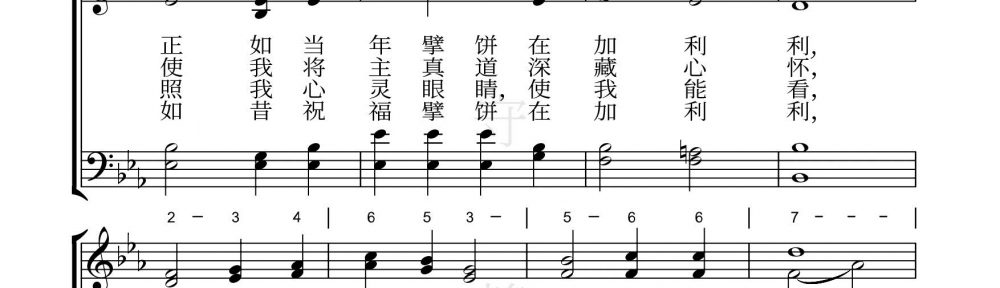 正 如 当 年 擘 饼 在 加 利 利,
使 我 将 主 真 道 深 藏 心 怀,
照 我 心 灵 眼 睛, 使 我 能 看,
如 昔 祝 福 擘 饼 在 加 利 利,
2 – 3 4 | 6 5 3 – | 5 – 6 6 | 7 – - - |